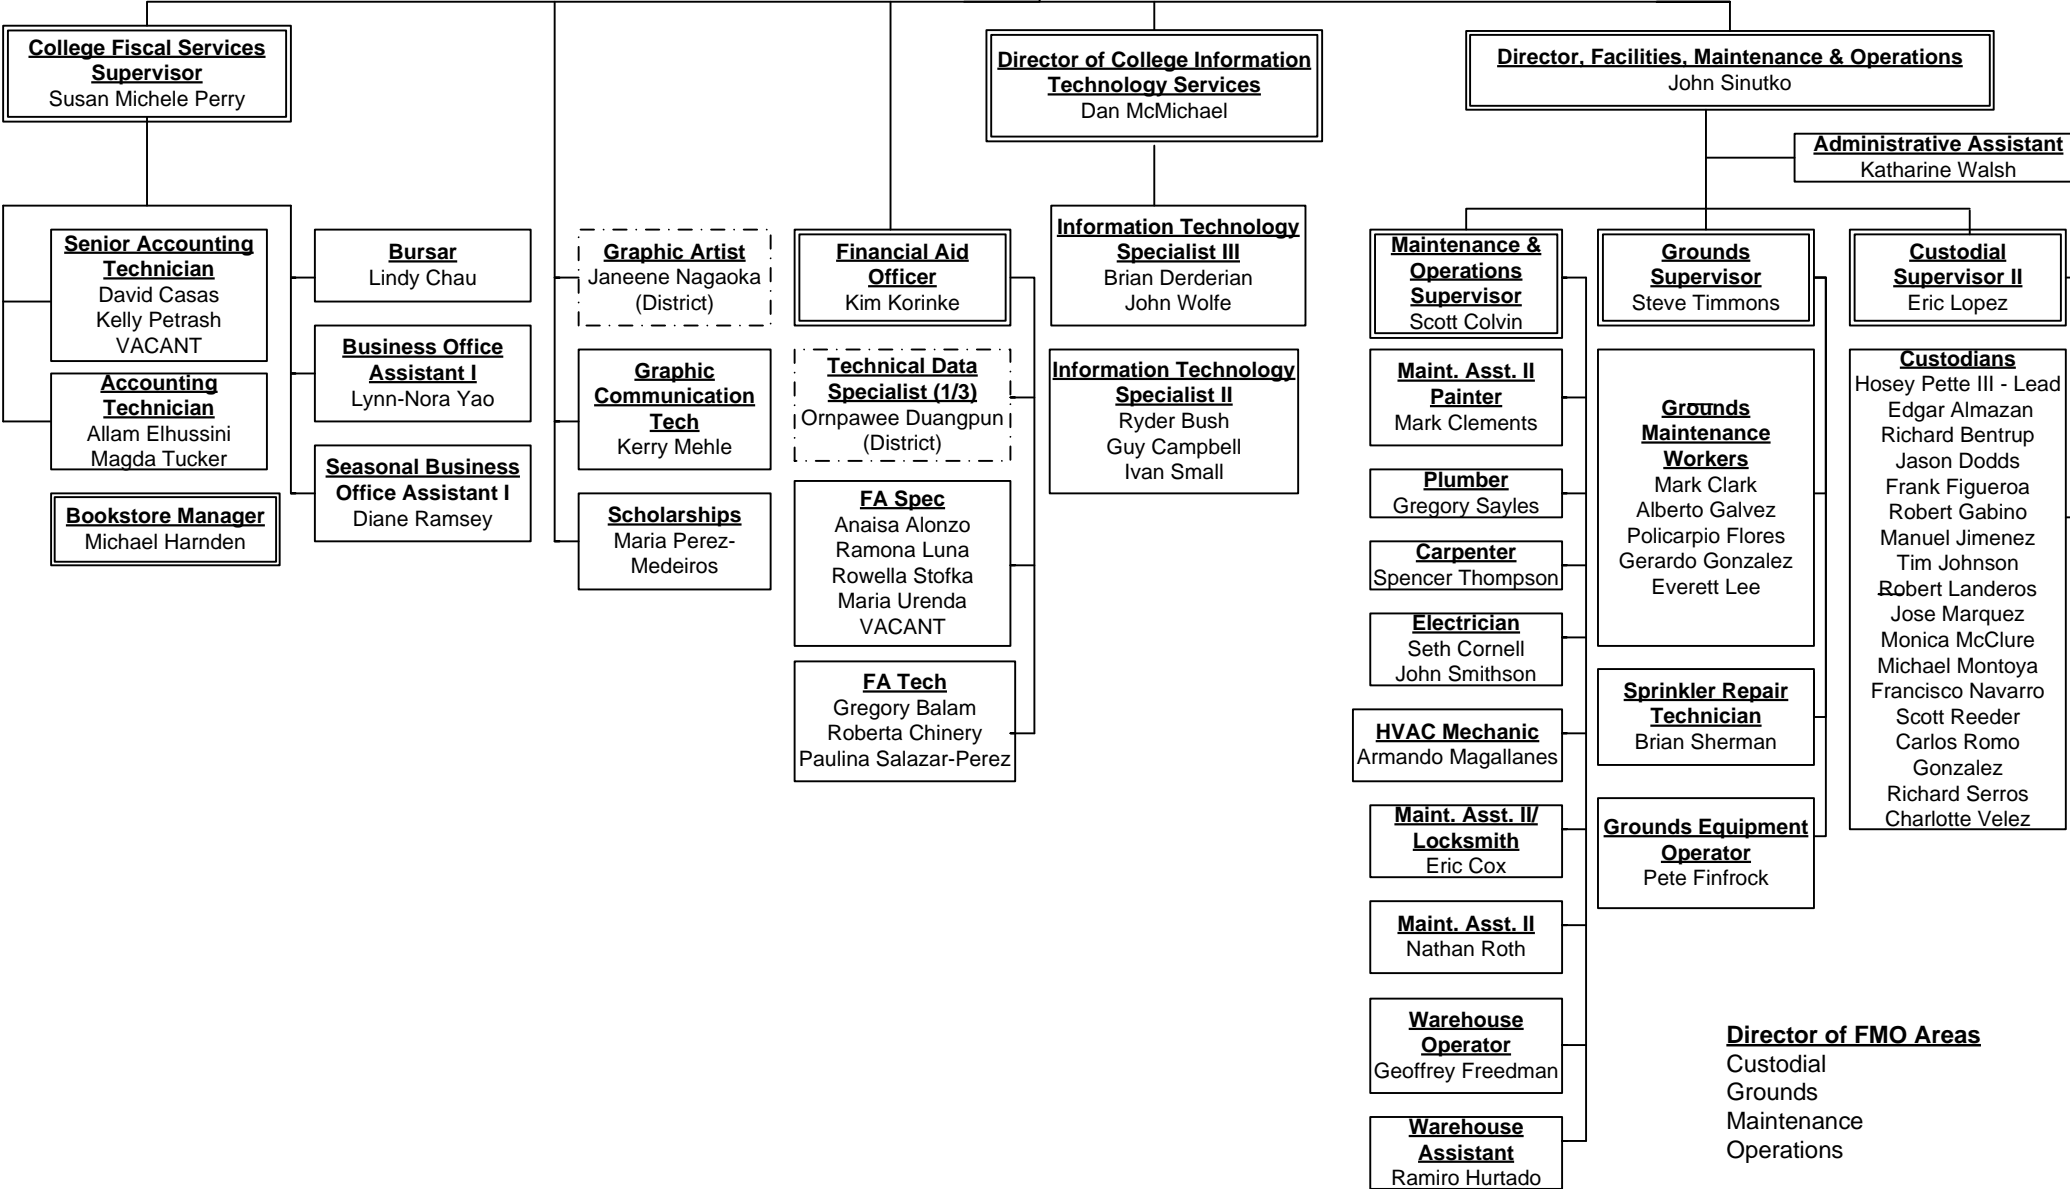 College Fiscal Services
Supervisor
Susan Michele Perry
Director of College Information
Technology Services
Dan McMichael
Director, Facilities, Maintenance & Operations
John Sinutko
Administrative Assistant
Katharine Walsh
Senior Accounting
Technician
David Casas
Kelly Petrash
VACANT
Accounting
Technician
Allam Elhussini
Magda Tucker
Bookstore Manager
Michael Harnden
Bursar
Lindy Chau
Business Office
Assistant I
Lynn-Nora Yao
Seasonal Business
Office Assistant I
Diane Ramsey
Graphic Artist
Janeene Nagaoka
(District)
Graphic
Communication
Tech
Kerry Mehle
Scholarships
Maria Perez-
Medeiros
Financial Aid
Officer
Kim Korinke
Technical Data
Specialist (1/3)
Ornpawee Duangpun
(District)
FA Spec
Anaisa Alonzo
Ramona Luna
Rowella Stofka
Maria Urenda
VACANT
FA Tech
Gregory Balam
Roberta Chinery
Paulina Salazar-Perez
Information Technology
Specialist III
Brian Derderian
John Wolfe
Information Technology
Specialist II
Ryder Bush
Guy Campbell
Ivan Small
Maintenance &
Operations
Supervisor
Scott Colvin
Maint. Asst. II
Painter
Mark Clements
Plumber
Gregory Sayles
Carpenter
Spencer Thompson
Electrician
Seth Cornell
John Smithson
HVAC Mechanic
Armando Magallanes
Maint. Asst. II/
Locksmith
Eric Cox
Maint. Asst. II
Nathan Roth
Warehouse
Operator
Geoffrey Freedman
Warehouse
Assistant
Ramiro Hurtado
Grounds
Supervisor
Steve Timmons
Grounds
Maintenance
Workers
Mark Clark
Alberto Galvez
Policarpio Flores
Gerardo Gonzalez
Everett Lee
Sprinkler Repair
Technician
Brian Sherman
Grounds Equipment
Operator
Pete Finfrock
Custodial
Supervisor II
Eric Lopez
Custodians
Hosey Pette III - Lead
Edgar Almazan
Richard Bentrup
Jason Dodds
Frank Figueroa
Robert Gabino
Manuel Jimenez
Tim Johnson
Robert Landeros
Jose Marquez
Monica McClure
Michael Montoya
Francisco Navarro
Scott Reeder
Carlos Romo
Gonzalez
Richard Serros
Charlotte Velez
Director of FMO Areas
Custodial
Grounds
Maintenance
Operations